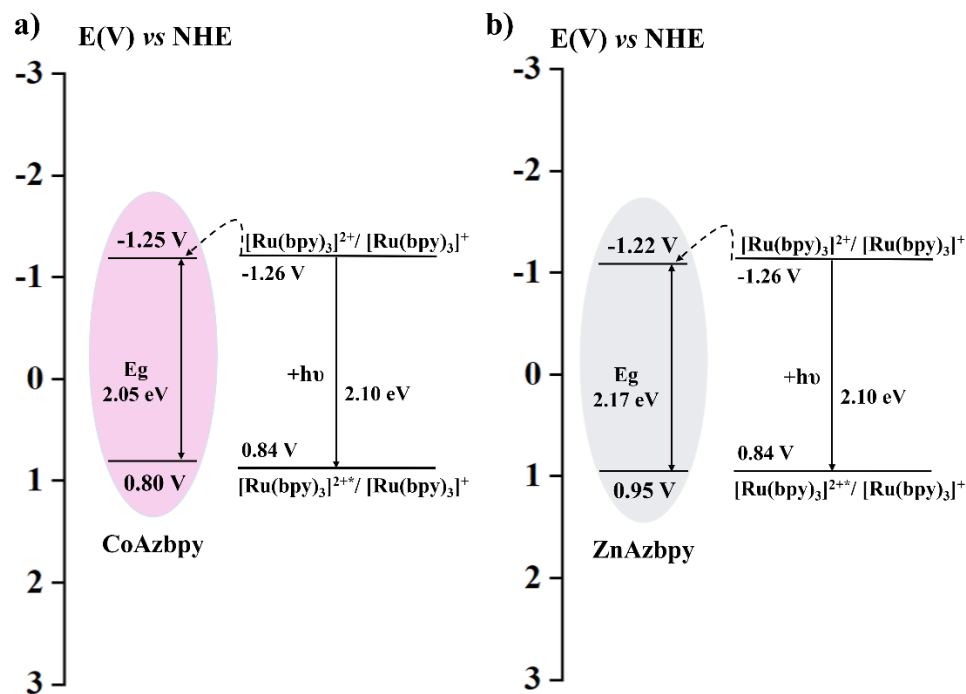 a)
E(V) vs NHE
-3
-2
-1
0
1
2
3
-1.25 V
Eg
2.05 eV
0.80 V
CoAzbpy
[Ru(bpy)₃]²⁺/ [Ru(bpy)₃]⁺
-1.26 V
+hυ
2.10 eV
0.84 V
[Ru(bpy)₃]²⁺*/ [Ru(bpy)₃]⁺
b)
E(V) vs NHE
-3
-2
-1
0
1
2
3
-1.22 V
Eg
2.17 eV
0.95 V
ZnAzbpy
[Ru(bpy)₃]²⁺/ [Ru(bpy)₃]⁺
-1.26 V
+hυ
2.10 eV
0.84 V
[Ru(bpy)₃]²⁺*/ [Ru(bpy)₃]⁺